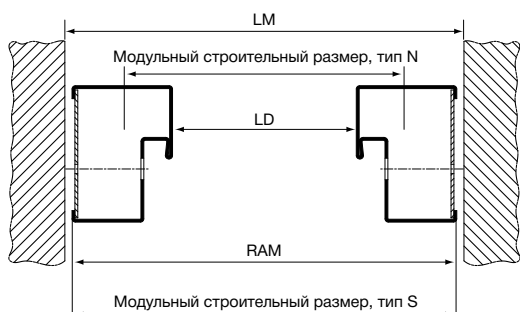 LM
Модульный строительный размер, тип N
LD
RAM
Модульный строительный размер, тип S